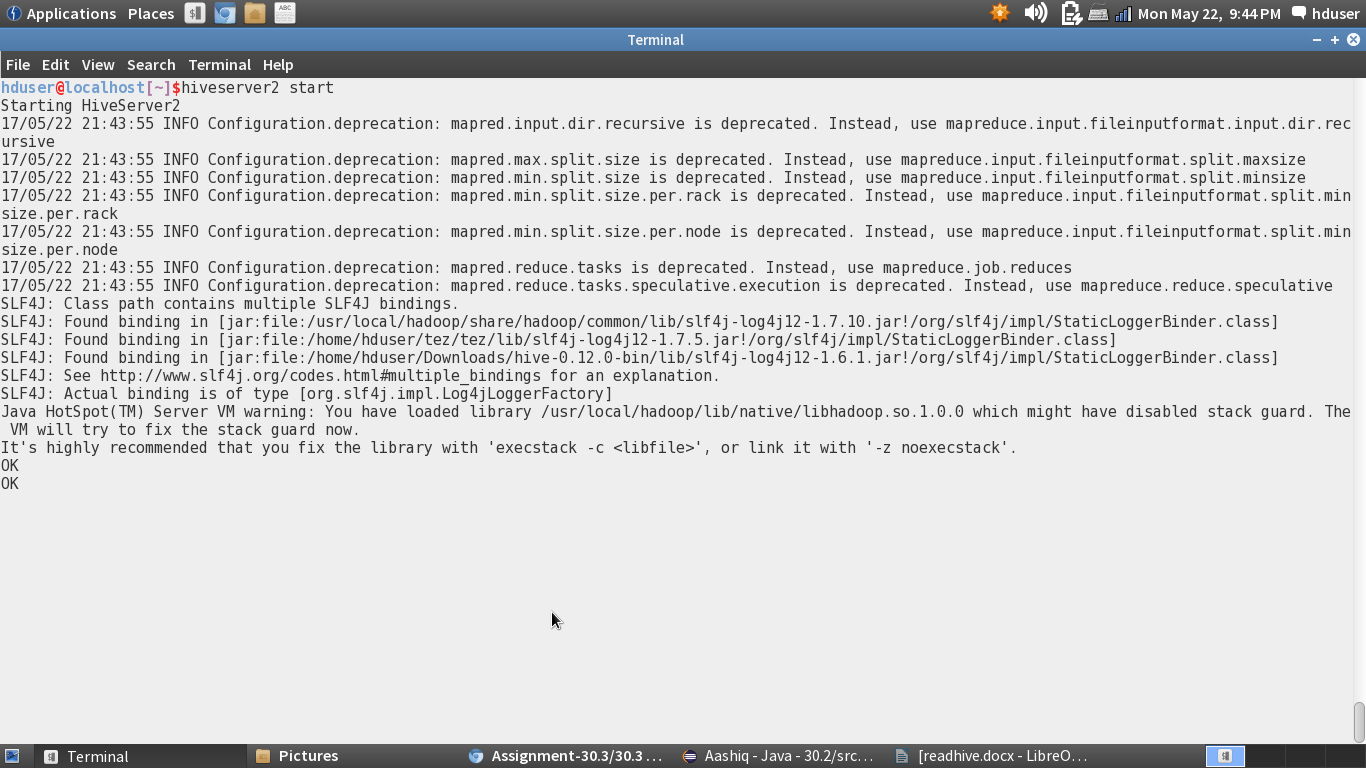 Applications Places ABC Mon May 22, 9:44 PM hduser
Terminal
File Edit View Search Terminal Help
hduser@localhost[~]$hiveserver2 start
Starting HiveServer2
17/05/22 21:43:55 INFO Configuration.deprecation: mapred.input.dir.recursive is deprecated. Instead, use mapreduce.input.fileinputformat.input.dir.rec
ursive
17/05/22 21:43:55 INFO Configuration.deprecation: mapred.max.split.size is deprecated. Instead, use mapreduce.input.fileinputformat.split.maxsize
17/05/22 21:43:55 INFO Configuration.deprecation: mapred.min.split.size is deprecated. Instead, use mapreduce.input.fileinputformat.split.minsize
17/05/22 21:43:55 INFO Configuration.deprecation: mapred.min.split.size.per.rack is deprecated. Instead, use mapreduce.input.fileinputformat.split.min
size.per.rack
17/05/22 21:43:55 INFO Configuration.deprecation: mapred.min.split.size.per.node is deprecated. Instead, use mapreduce.input.fileinputformat.split.min
size.per.node
17/05/22 21:43:55 INFO Configuration.deprecation: mapred.reduce.tasks is deprecated. Instead, use mapreduce.job.reduces
17/05/22 21:43:55 INFO Configuration.deprecation: mapred.reduce.tasks.speculative.execution is deprecated. Instead, use mapreduce.reduce.speculative
SLF4J: Class path contains multiple SLF4J bindings.
SLF4J: Found binding in [jar:file:/usr/local/hadoop/share/hadoop/common/lib/slf4j-log4j12-1.7.10.jar!/org/slf4j/impl/StaticLoggerBinder.class]
SLF4J: Found binding in [jar:file:/home/hduser/tez/tez/lib/slf4j-log4j12-1.7.5.jar!/org/slf4j/impl/StaticLoggerBinder.class]
SLF4J: Found binding in [jar:file:/home/hduser/Downloads/hive-0.12.0-bin/lib/slf4j-log4j12-1.6.1.jar!/org/slf4j/impl/StaticLoggerBinder.class]
SLF4J: See http://www.slf4j.org/codes.html#multiple_bindings for an explanation.
SLF4J: Actual binding is of type [org.slf4j.impl.Log4jLoggerFactory]
Java HotSpot(TM) Server VM warning: You have loaded library /usr/local/hadoop/lib/native/libhadoop.so.1.0.0 which might have disabled stack guard. The
 VM will try to fix the stack guard now.
It's highly recommended that you fix the library with 'execstack -c <libfile>', or link it with '-z noexecstack'.
OK
OK
Terminal Pictures Assignment-30.3/30.3 ... Aashiq - Java - 30.2/src... [readhive.docx - LibreO...